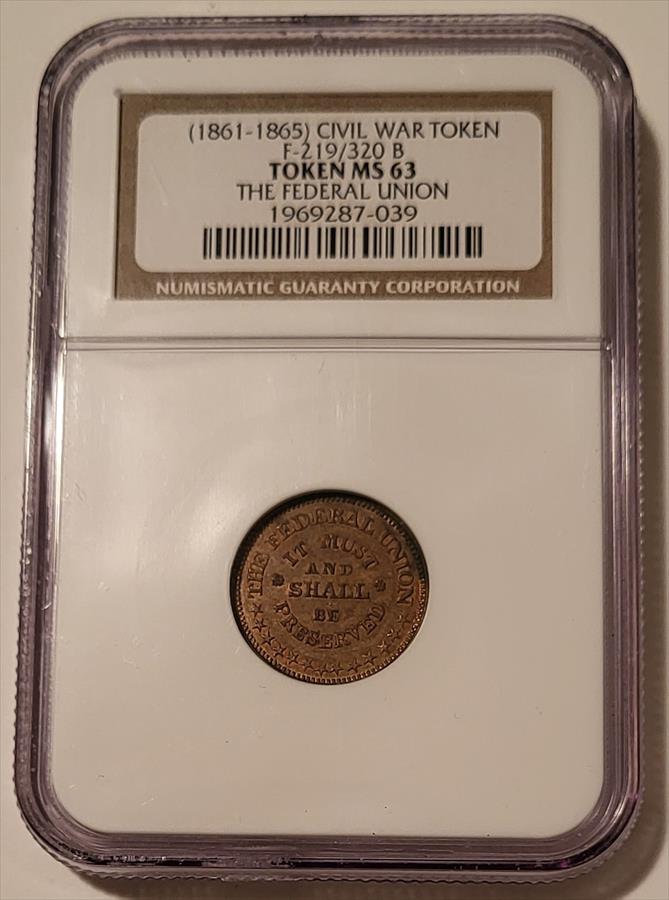 (1861-1865) CIVIL WAR TOKEN
F-219/320 B
TOKEN MS 63
THE FEDERAL UNION
1969287-039
NUMISMATIC GUARANTY CORPORATION
THE FEDERAL UNION
IT MUST
AND
SHALL
BE
PRESERVED